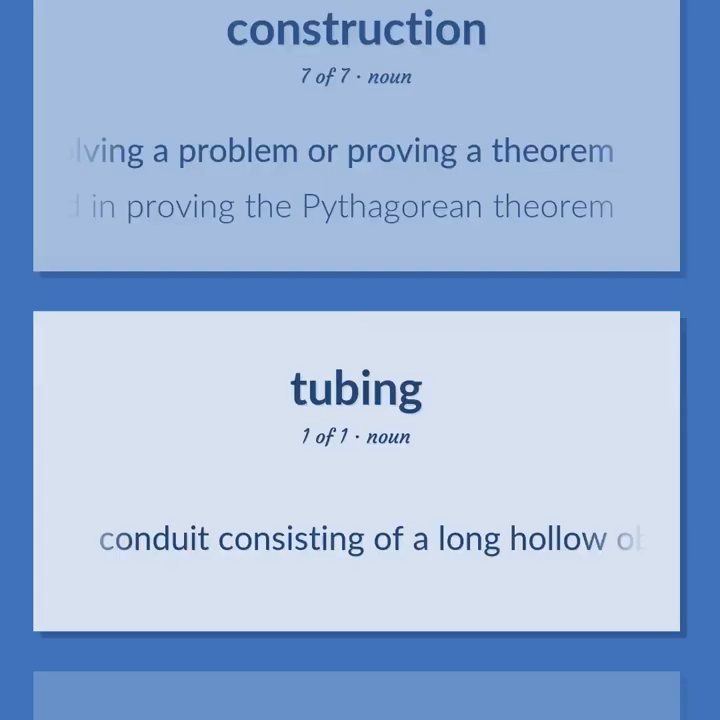 construction
7 of 7 · noun
ving a problem or proving a theorem
in proving the Pythagorean theorem
tubing
1 of 1 · noun
conduit consisting of a long hollow